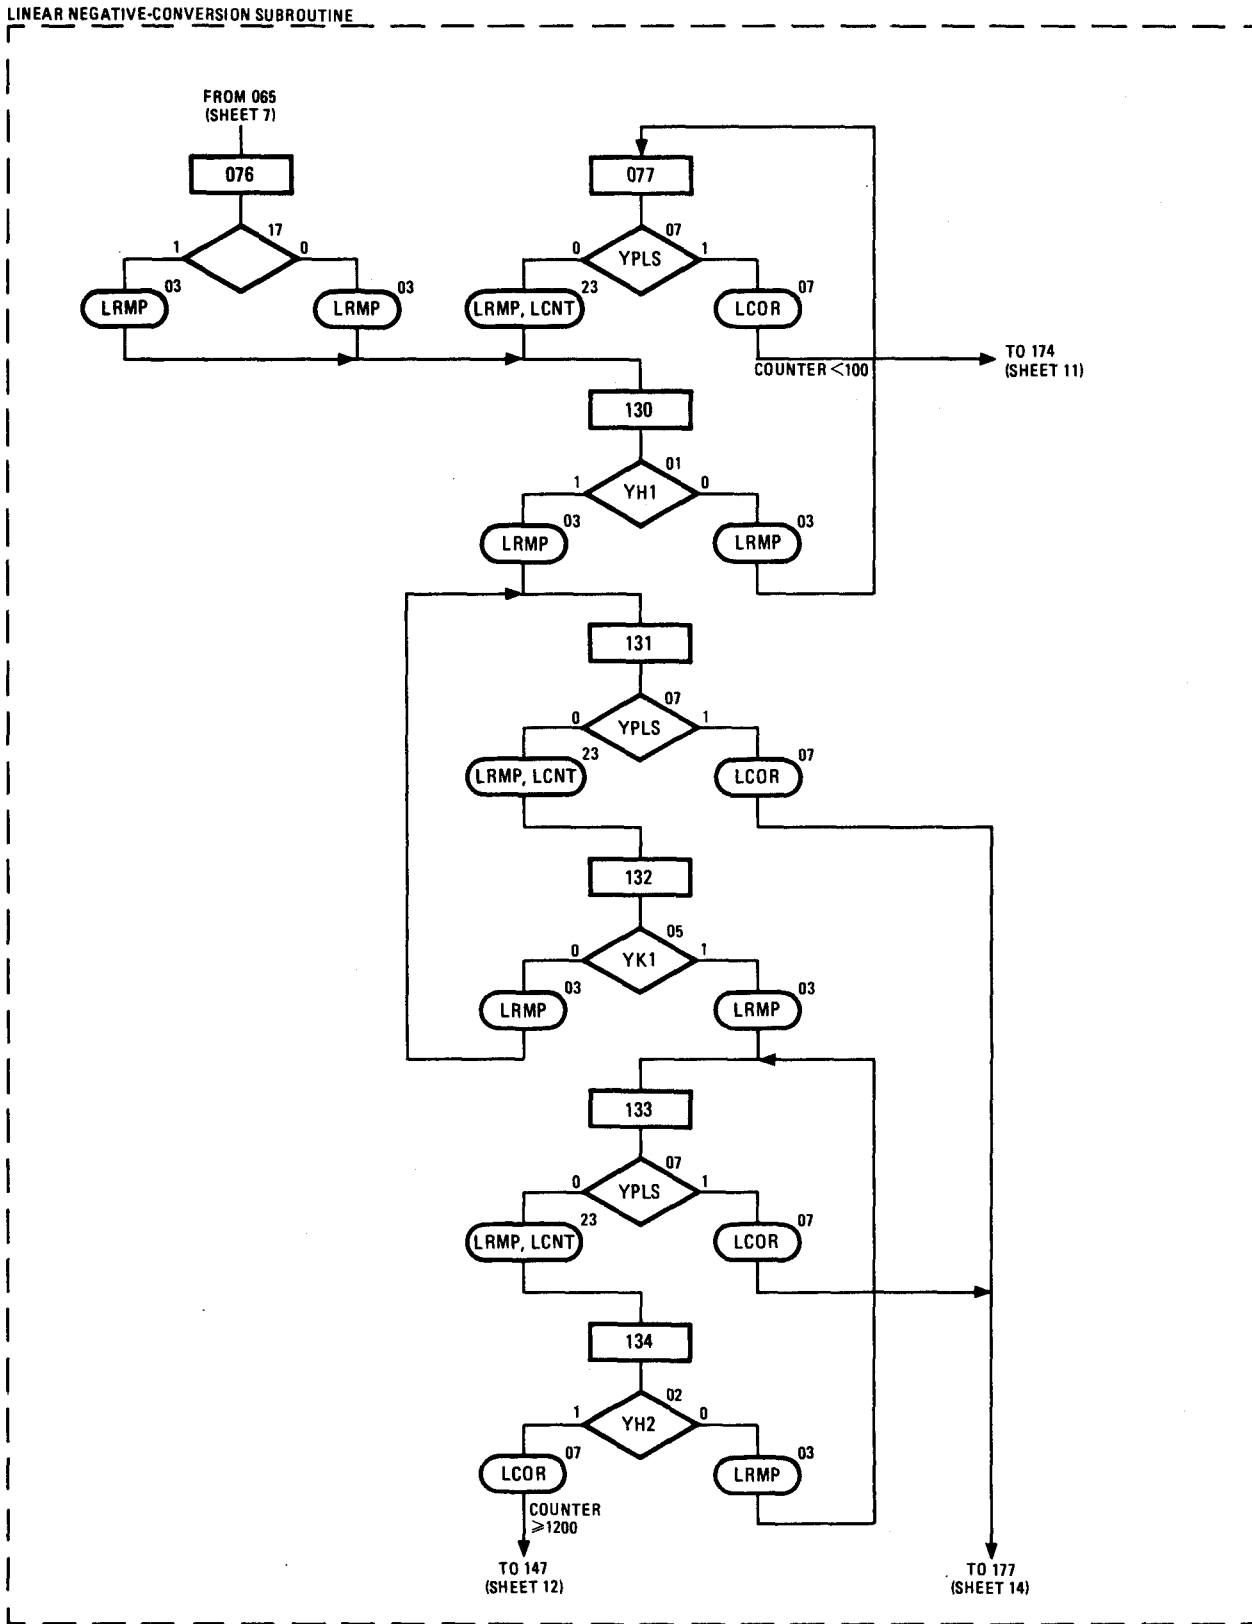 LINEAR NEGATIVE-CONVERSION SUBROUTINE
FROM 065
(SHEET 7)
076
077
17
1
0
07
YPLS
0
1
03
LRMP
03
LRMP
23
LRMP, LCNT
07
LCOR
COUNTER <100
TO 174
(SHEET 11)
130
01
YH1
1
0
03
LRMP
03
LRMP
131
07
YPLS
0
1
23
LRMP, LCNT
07
LCOR
132
05
YK1
0
1
03
LRMP
03
LRMP
133
07
YPLS
0
1
23
LRMP, LCNT
07
LCOR
134
02
YH2
1
0
07
LCOR
03
LRMP
COUNTER
⩾1200
TO 147
(SHEET 12)
TO 177
(SHEET 14)